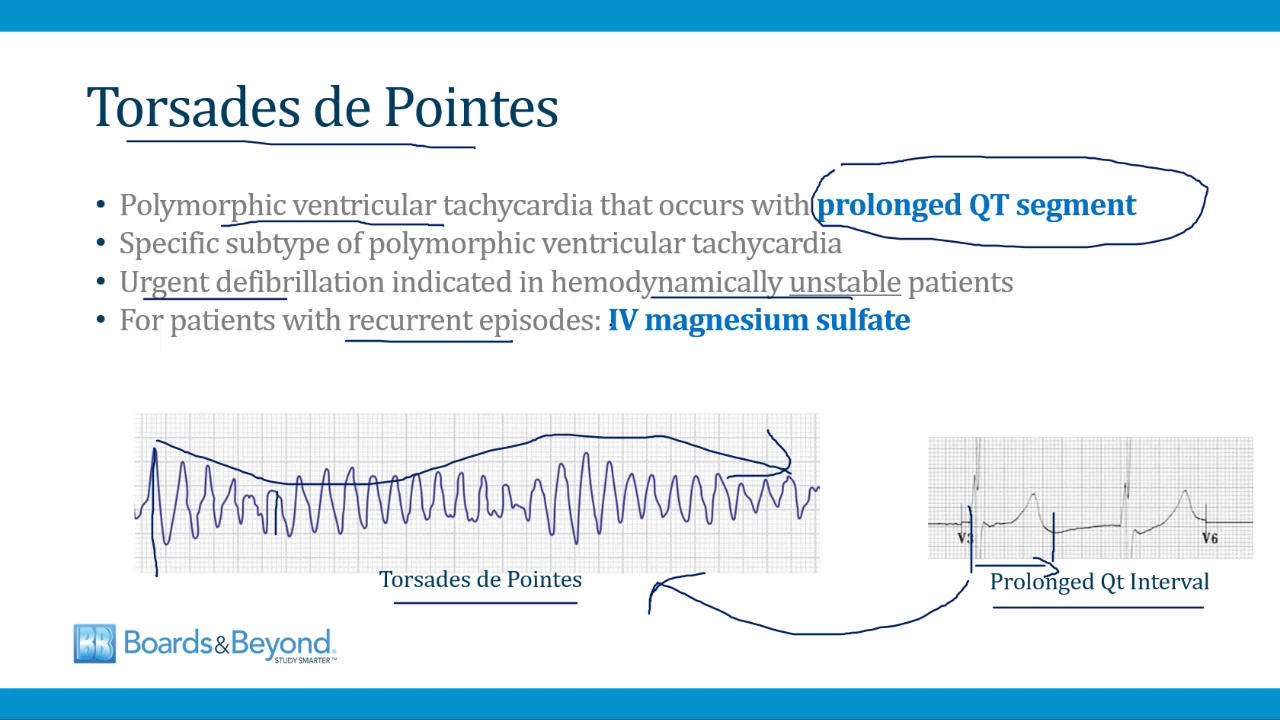 Torsades de Pointes
• Polymorphic ventricular tachycardia that occurs with prolonged QT segment
• Specific subtype of polymorphic ventricular tachycardia
• Urgent defibrillation indicated in hemodynamically unstable patients
• For patients with recurrent episodes: IV magnesium sulfate
V3
V6
Torsades de Pointes
Prolonged Qt Interval
BB Boards&Beyond.
STUDY SMARTER™